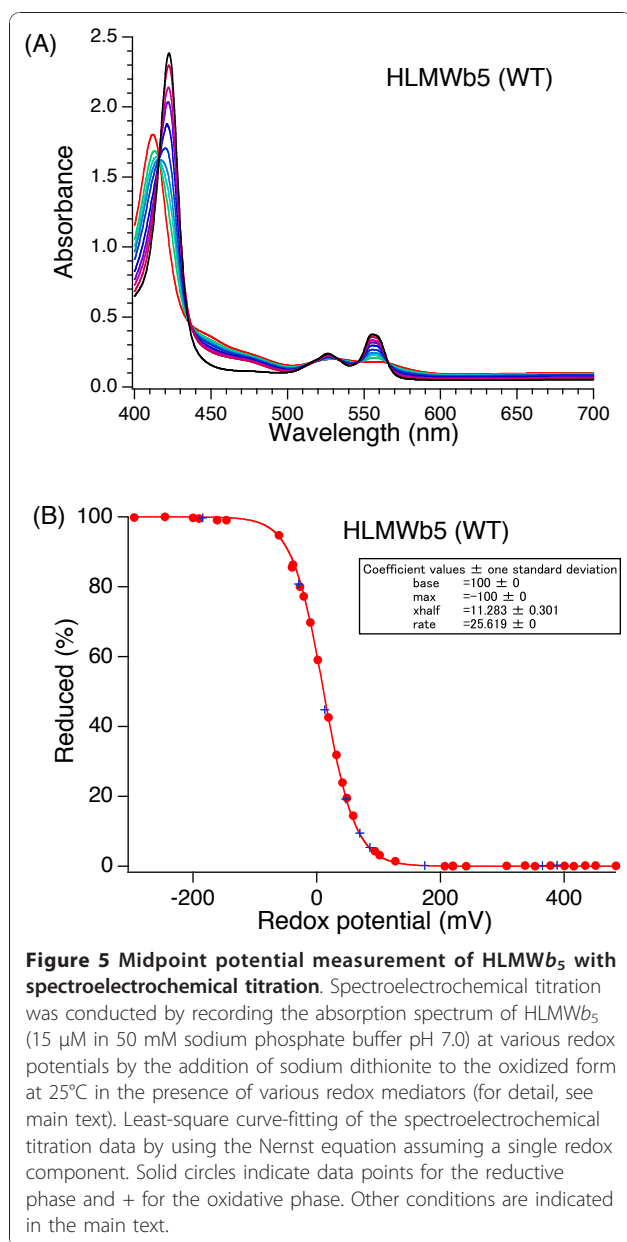 (A)
HLMWb5 (WT)
2.5
2.0
1.5
1.0
0.5
0.0
Absorbance
400 450 500 550 600 650 700
Wavelength (nm)
(B)
HLMWb5 (WT)
Coefficient values ± one standard deviation
base =100 ± 0
max =-100 ± 0
xhalf =11.283 ± 0.301
rate =25.619 ± 0
100
80
60
40
20
0
Reduced (%)
-200 0 200 400
Redox potential (mV)
Figure 5 Midpoint potential measurement of HLMWb₅ with
spectroelectrochemical titration. Spectroelectrochemical titration
was conducted by recording the absorption spectrum of HLMWb₅
(15 μM in 50 mM sodium phosphate buffer pH 7.0) at various redox
potentials by the addition of sodium dithionite to the oxidized form
at 25°C in the presence of various redox mediators (for detail, see
main text). Least-square curve-fitting of the spectroelectrochemical
titration data by using the Nernst equation assuming a single redox
component. Solid circles indicate data points for the reductive
phase and + for the oxidative phase. Other conditions are indicated
in the main text.